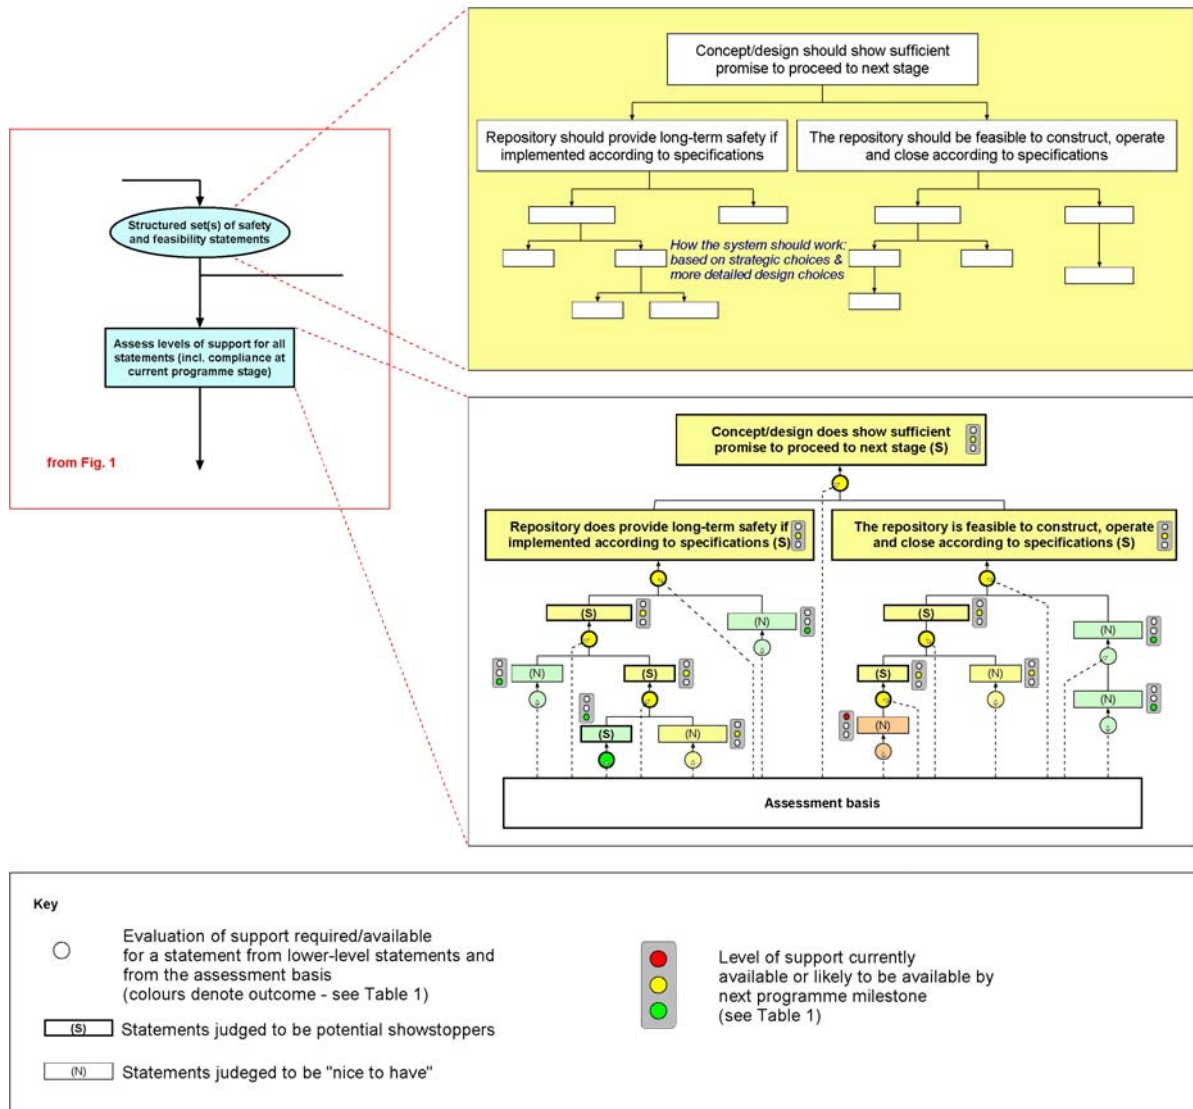 Concept/design should show sufficient
promise to proceed to next stage
Repository should provide long-term safety if
implemented according to specifications
The repository should be feasible to construct, operate
and close according to specifications
How the system should work:
based on strategic choices &
more detailed design choices
Structured set(s) of safety
and feasibility statements
Assess levels of support for all
statements (incl. compliance at
current programme stage)
from Fig. 1
Concept/design does show sufficient
promise to proceed to next stage (S)
Repository does provide long-term safety if
implemented according to specifications (S)
The repository is feasible to construct, operate
and close according to specifications (S)
(S)
(N)
(S)
(N)
(N)
(S)
(S)
(N)
(N)
(S)
(N)
(N)
Assessment basis
Key
Evaluation of support required/available
for a statement from lower-level statements and
from the assessment basis
(colours denote outcome - see Table 1)
(S) Statements judged to be potential showstoppers
(N) Statements judeged to be "nice to have"
Level of support currently
available or likely to be available by
next programme milestone
(see Table 1)